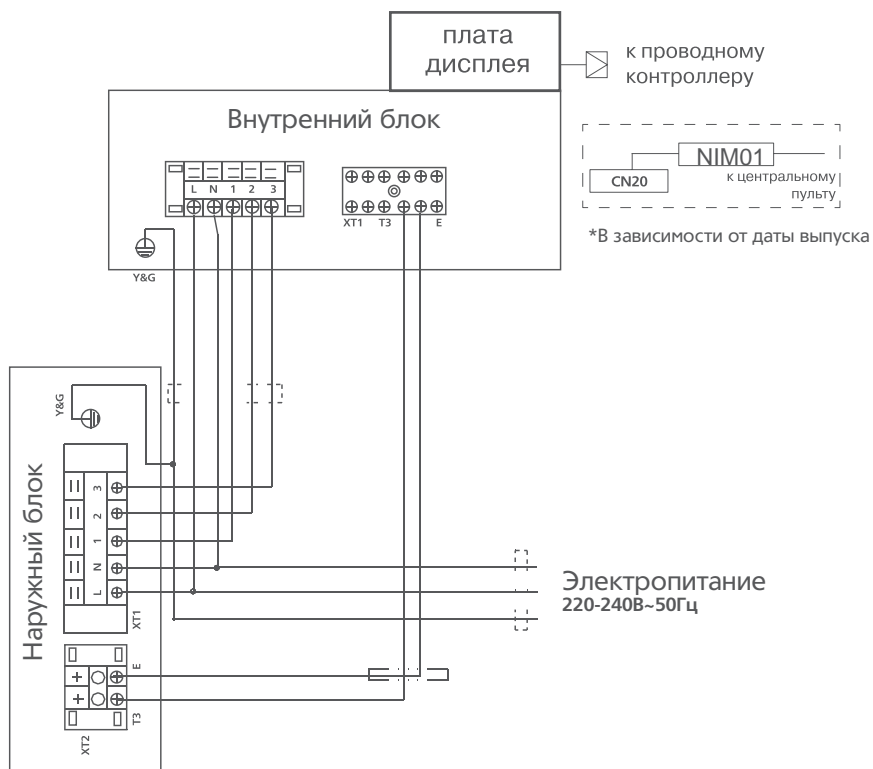 плата
дисплея
к проводному
контроллеру
Внутренний блок
L N 1 2 3
XT1 T3 E
Y&G
NIM01
CN20
к центральному
пульту
*В зависимости от даты выпуска
Наружный блок
Y&G
3
2
1
N
L
XT1
Электропитание
220-240В~50Гц
E
T3
XT2